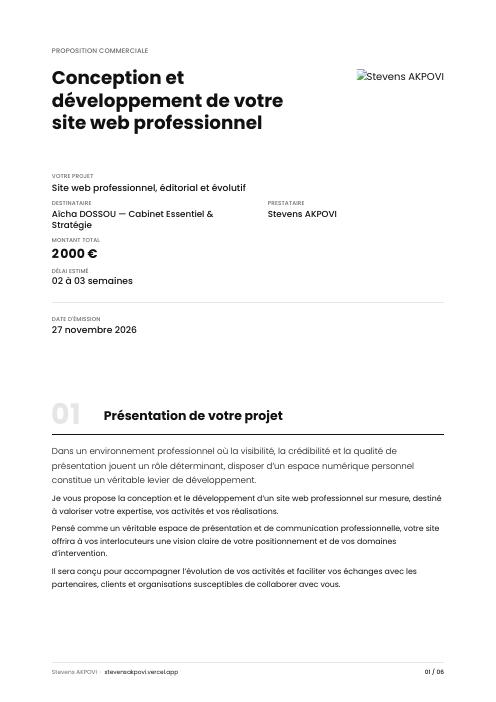 PROPOSITION COMMERCIALE
Conception et
développement de votre
site web professionnel
Stevens AKPOVI
VOTRE PROJET
Site web professionnel, éditorial et évolutif
DESTINATAIRE
Aïcha DOSSOU — Cabinet Essentiel &
Stratégie
PRESTATAIRE
Stevens AKPOVI
MONTANT TOTAL
2 000 €
DÉLAI ESTIMÉ
02 à 03 semaines
DATE D'ÉMISSION
27 novembre 2026
01 Présentation de votre projet
Dans un environnement professionnel où la visibilité, la crédibilité et la qualité de
présentation jouent un rôle déterminant, disposer d'un espace numérique personnel
constitue un véritable levier de développement.
Je vous propose la conception et le développement d'un site web professionnel sur mesure, destiné
à valoriser votre expertise, vos activités et vos réalisations.
Pensé comme un véritable espace de présentation et de communication professionnelle, votre site
offrira à vos interlocuteurs une vision claire de votre positionnement et de vos domaines
d'intervention.
Il sera conçu pour accompagner l'évolution de vos activités et faciliter vos échanges avec les
partenaires, clients et organisations susceptibles de collaborer avec vous.
Stevens AKPOVI · stevensakpovi.vercel.app
01 / 06